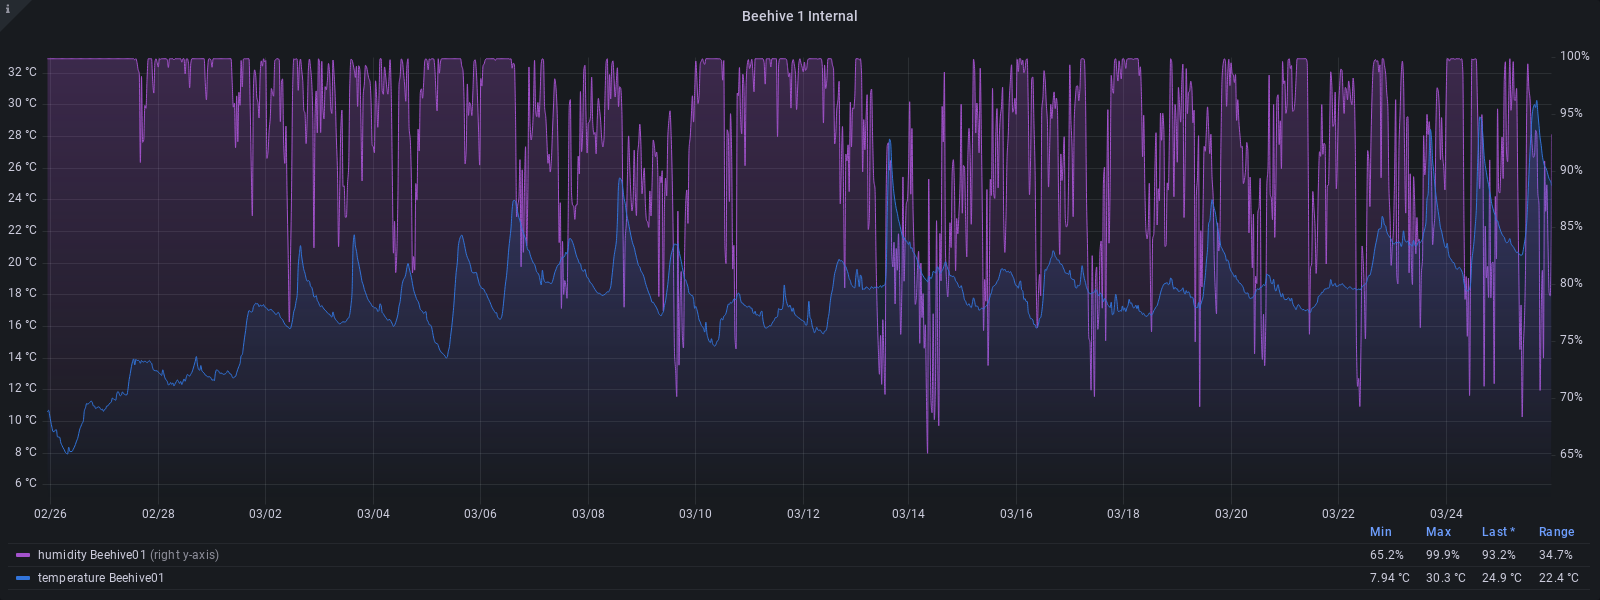 i
Beehive 1 Internal
32 °C
30 °C
28 °C
26 °C
24 °C
22 °C
20 °C
18 °C
16 °C
14 °C
12 °C
10 °C
8 °C
6 °C
100%
95%
90%
85%
80%
75%
70%
65%
02/26 02/28 03/02 03/04 03/06 03/08 03/10 03/12 03/14 03/16 03/18 03/20 03/22 03/24
Min Max Last * Range
humidity Beehive01 (right y-axis) 65.2% 99.9% 93.2% 34.7%
temperature Beehive01 7.94 °C 30.3 °C 24.9 °C 22.4 °C